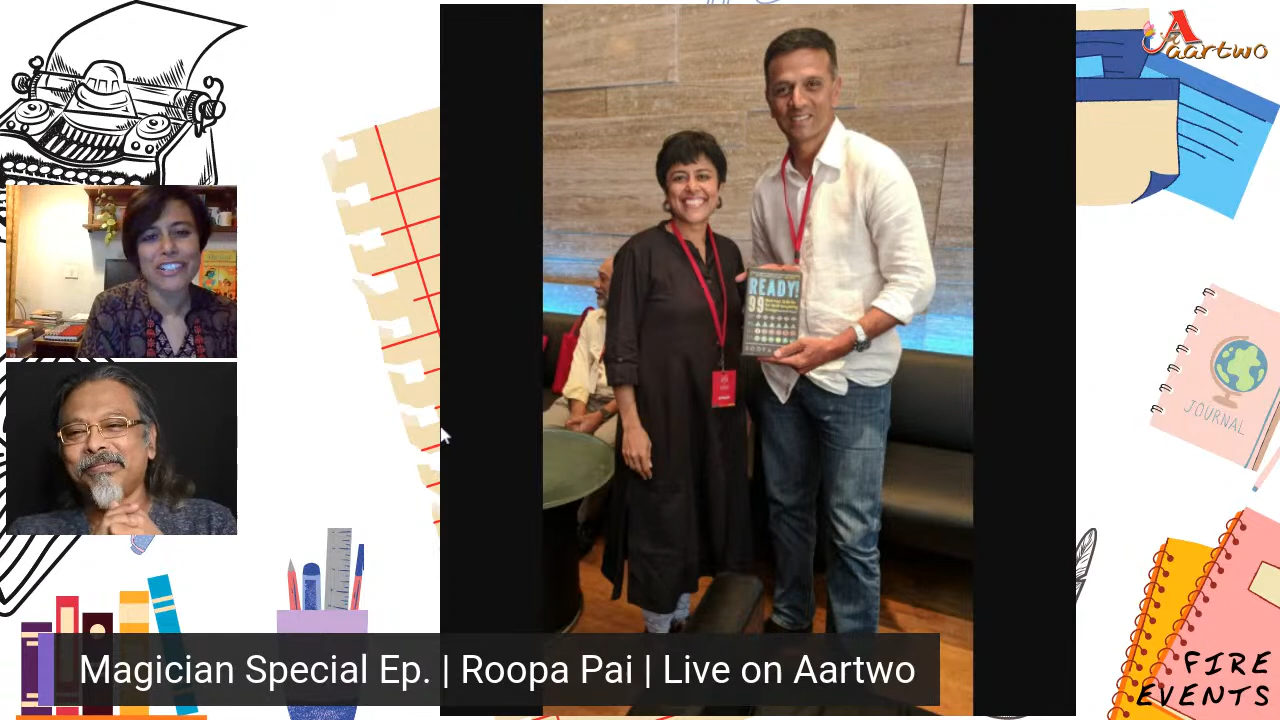 Aartwo
READY!
99
JOURNAL
Magician Special Ep. | Roopa Pai | Live on Aartwo
FIRE
EVENTS